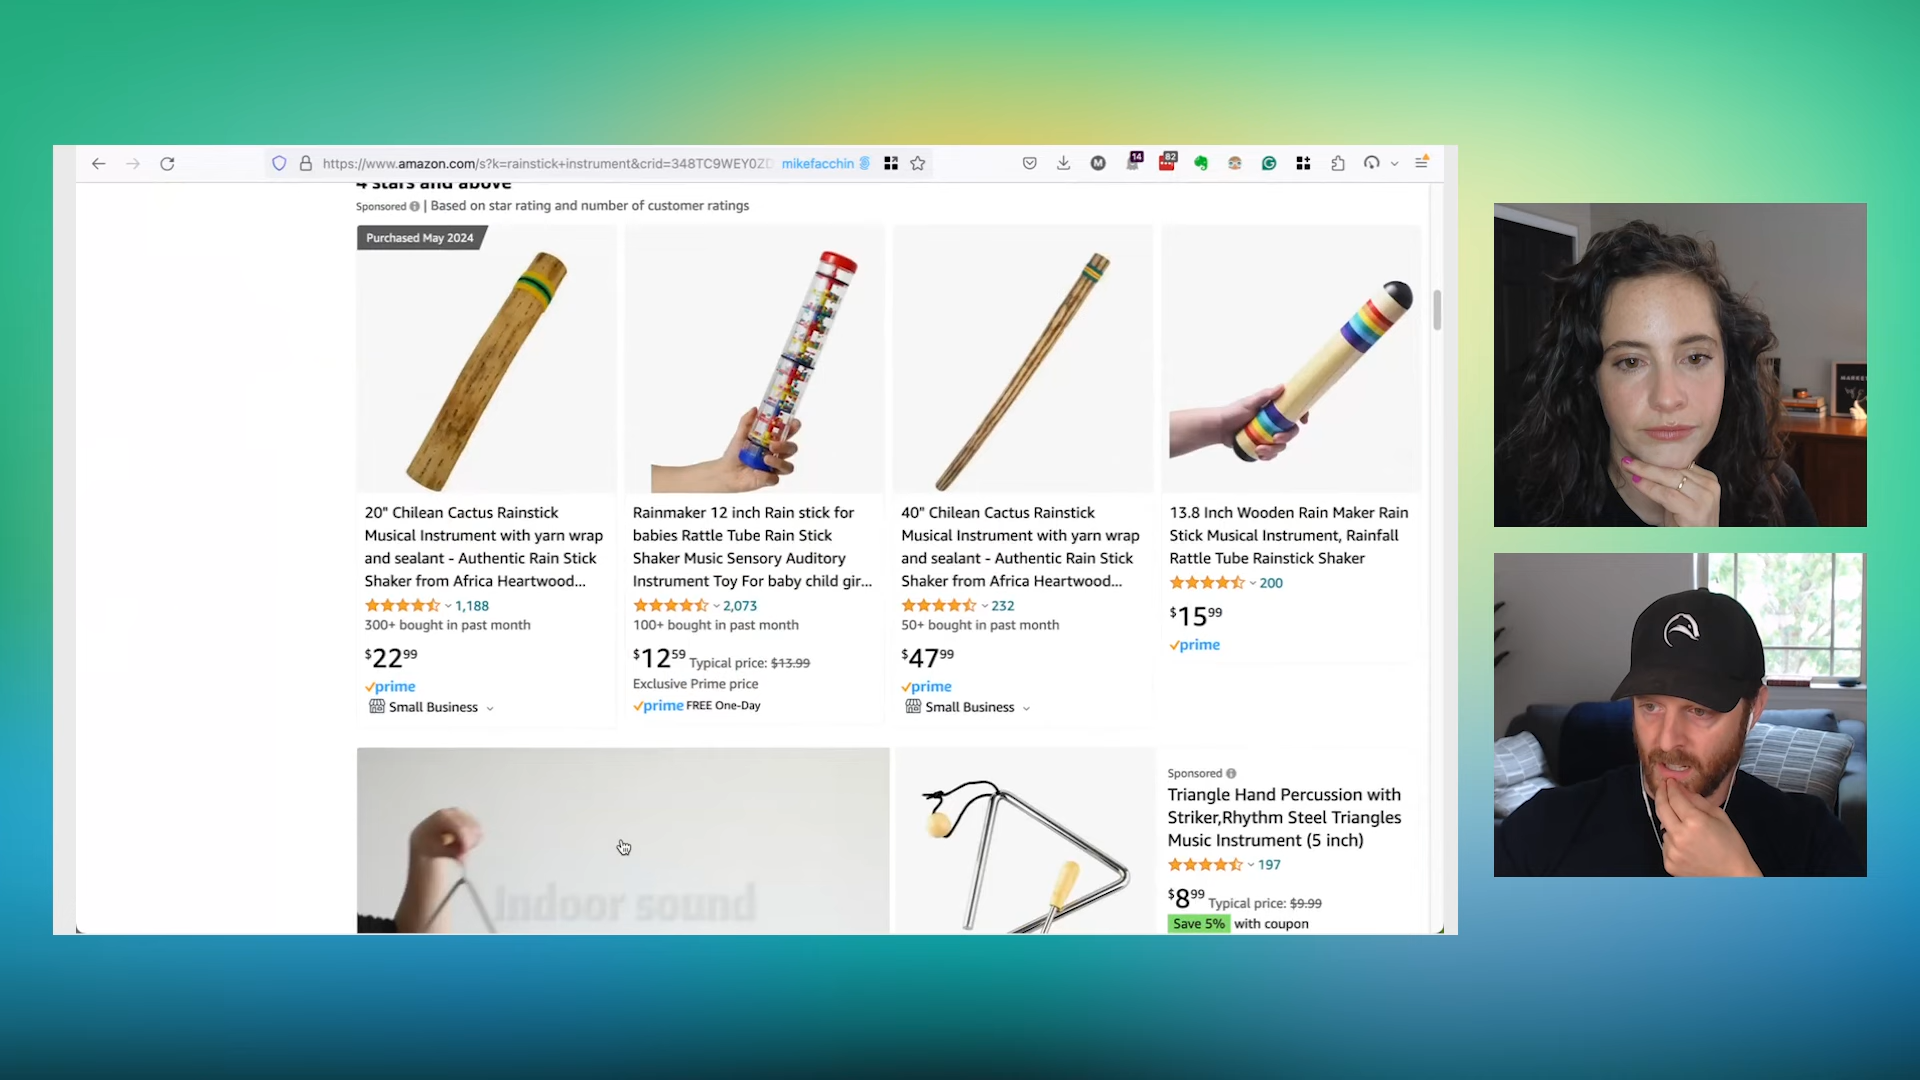 https://www.amazon.com/s?k=rainstick+instrument&crid=348TC9WEY0ZD
mikefacchin
14
82
4 stars and above
Sponsored | Based on star rating and number of customer ratings
Purchased May 2024
20" Chilean Cactus Rainstick
Musical Instrument with yarn wrap
and sealant - Authentic Rain Stick
Shaker from Africa Heartwood...
1,188
300+ bought in past month
$22.99
prime
Small Business
Rainmaker 12 inch Rain stick for
babies Rattle Tube Rain Stick
Shaker Music Sensory Auditory
Instrument Toy For baby child gir...
2,073
100+ bought in past month
$12.59 Typical price: $13.99
Exclusive Prime price
prime FREE One-Day
40" Chilean Cactus Rainstick
Musical Instrument with yarn wrap
and sealant - Authentic Rain Stick
Shaker from Africa Heartwood...
232
50+ bought in past month
$47.99
prime
Small Business
13.8 Inch Wooden Rain Maker Rain
Stick Musical Instrument, Rainfall
Rattle Tube Rainstick Shaker
200
$15.99
prime
Indoor sound
Sponsored
Triangle Hand Percussion with
Striker,Rhythm Steel Triangles
Music Instrument (5 inch)
197
$8.99 Typical price: $9.99
Save 5% with coupon